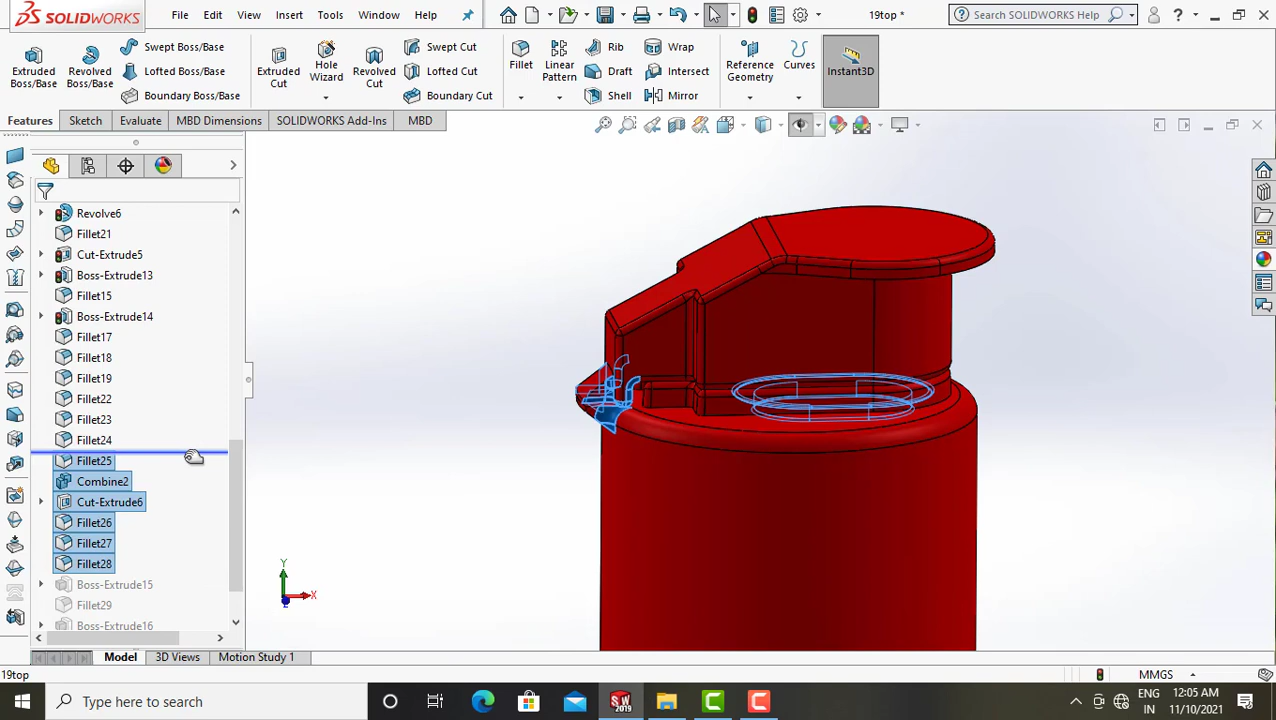 SOLIDWORKS File Edit View Insert Tools Window Help 19top * Search SOLIDWORKS Help
Extruded Boss/Base
Revolved Boss/Base
Swept Boss/Base
Lofted Boss/Base
Boundary Boss/Base
Extruded Cut
Hole Wizard
Revolved Cut
Swept Cut
Lofted Cut
Boundary Cut
Fillet
Linear Pattern
Rib
Draft
Shell
Wrap
Intersect
Mirror
Reference Geometry
Curves
Instant3D
Features Sketch Evaluate MBD Dimensions SOLIDWORKS Add-Ins MBD
Revolve6
Fillet21
Cut-Extrude5
Boss-Extrude13
Fillet15
Boss-Extrude14
Fillet17
Fillet18
Fillet19
Fillet22
Fillet23
Fillet24
Fillet25
Combine2
Cut-Extrude6
Fillet26
Fillet27
Fillet28
Boss-Extrude15
Fillet29
Boss-Extrude16
Y
X
Z
Model 3D Views Motion Study 1
19top MMGS
Type here to search SW 2019 ENG IN 12:05 AM 11/10/2021